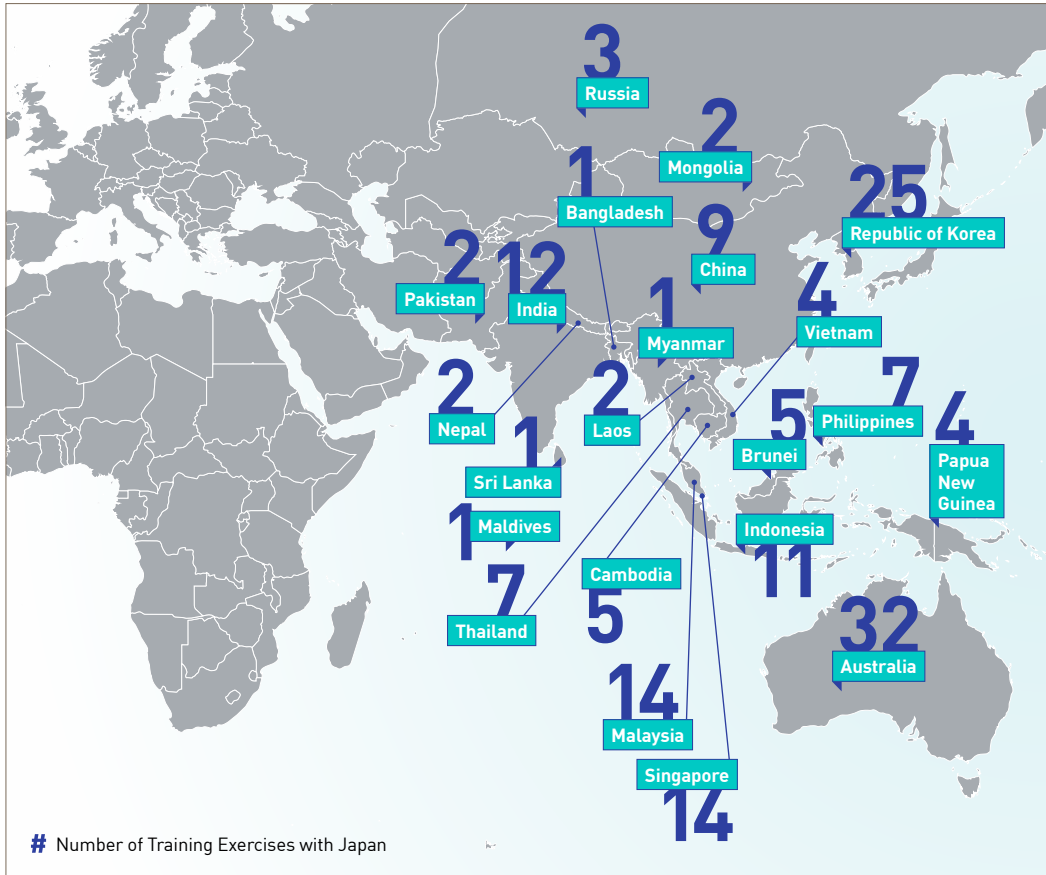 3
Russia
2
Mongolia
1
Bangladesh
25
Republic of Korea
9
China
2
Pakistan
12
India
1
Myanmar
4
Vietnam
2
Nepal
2
Laos
7
Philippines
5
Brunei
4
Papua
New
Guinea
1
Sri Lanka
1
Maldives
Indonesia
11
7
Thailand
Cambodia
5
32
Australia
14
Malaysia
Singapore
14
# Number of Training Exercises with Japan